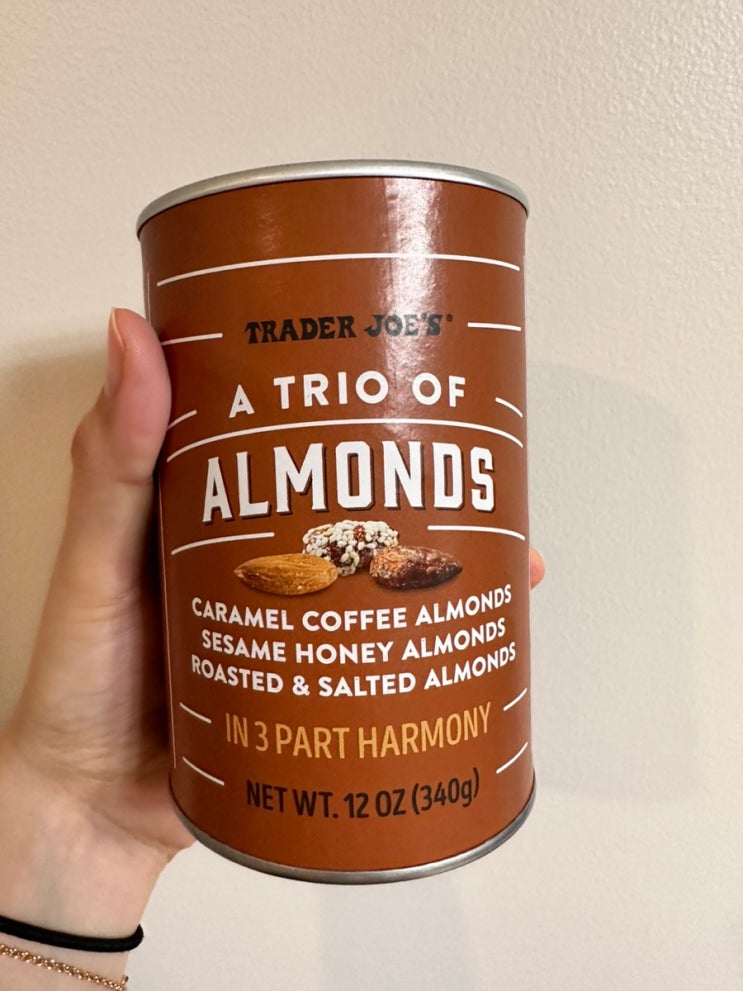 TRADER JOE'S®
A TRIO OF
ALMONDS
CARAMEL COFFEE ALMONDS
SESAME HONEY ALMONDS
ROASTED & SALTED ALMONDS
IN 3 PART HARMONY
NET WT. 12 OZ (340g)